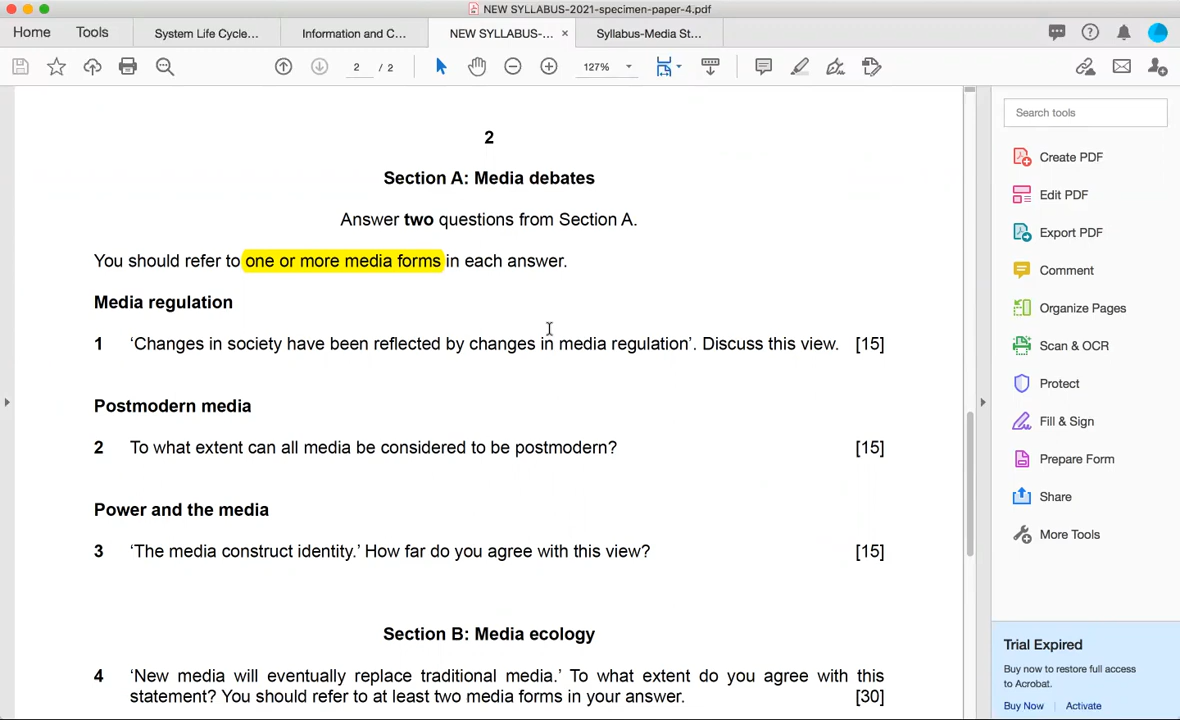 NEW SYLLABUS-2021-specimen-paper-4.pdf
Home Tools System Life Cycle... Information and C... NEW SYLLABUS-... × Syllabus-Media St...
2 / 2 127%
2
Section A: Media debates
Answer two questions from Section A.
You should refer to one or more media forms in each answer.
Media regulation
1 ‘Changes in society have been reflected by changes in media regulation’. Discuss this view. [15]
Postmodern media
2 To what extent can all media be considered to be postmodern? [15]
Power and the media
3 ‘The media construct identity.’ How far do you agree with this view? [15]
Section B: Media ecology
4 ‘New media will eventually replace traditional media.’ To what extent do you agree with this
statement? You should refer to at least two media forms in your answer. [30]
Search tools
Create PDF
Edit PDF
Export PDF
Comment
Organize Pages
Scan & OCR
Protect
Fill & Sign
Prepare Form
Share
More Tools
Trial Expired
Buy now to restore full access
to Acrobat.
Buy Now Activate